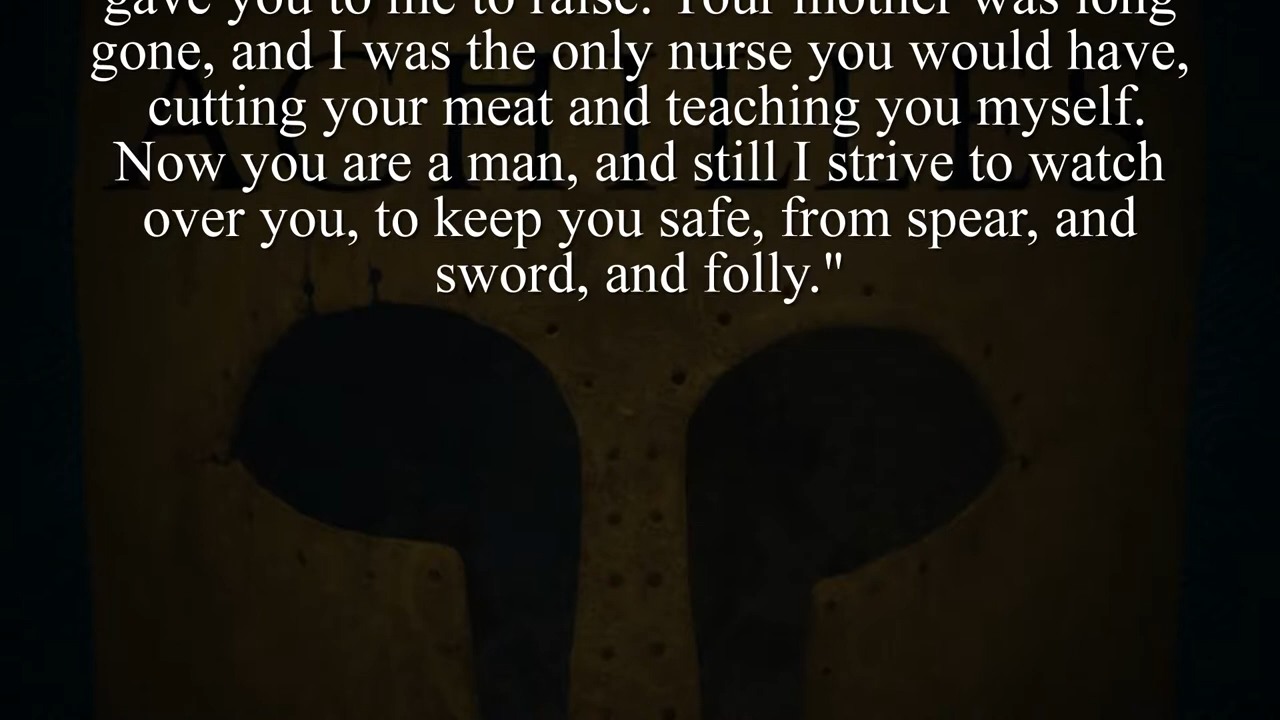 gave you to me to raise. Your mother was long
gone, and I was the only nurse you would have,
cutting your meat and teaching you myself.
Now you are a man, and still I strive to watch
over you, to keep you safe, from spear, and
sword, and folly."
ACHILLES